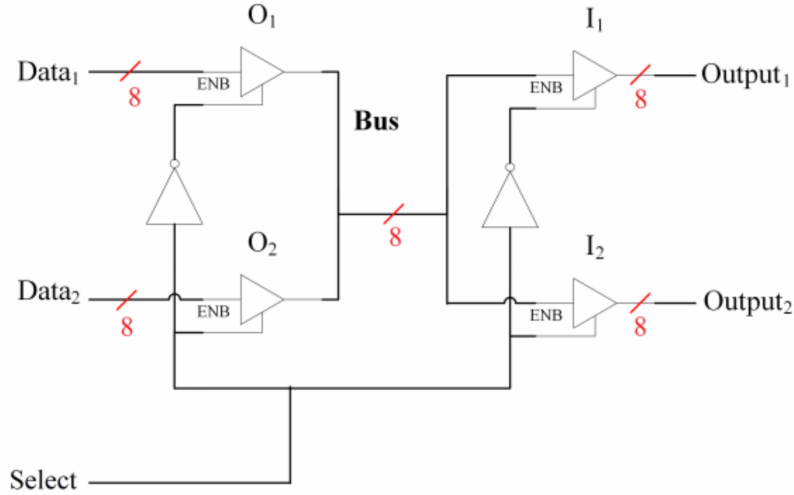 O₁
I₁
Data₁
8
ENB
Bus
ENB
8
Output₁
8
O₂
I₂
Data₂
8
ENB
ENB
8
Output₂
Select